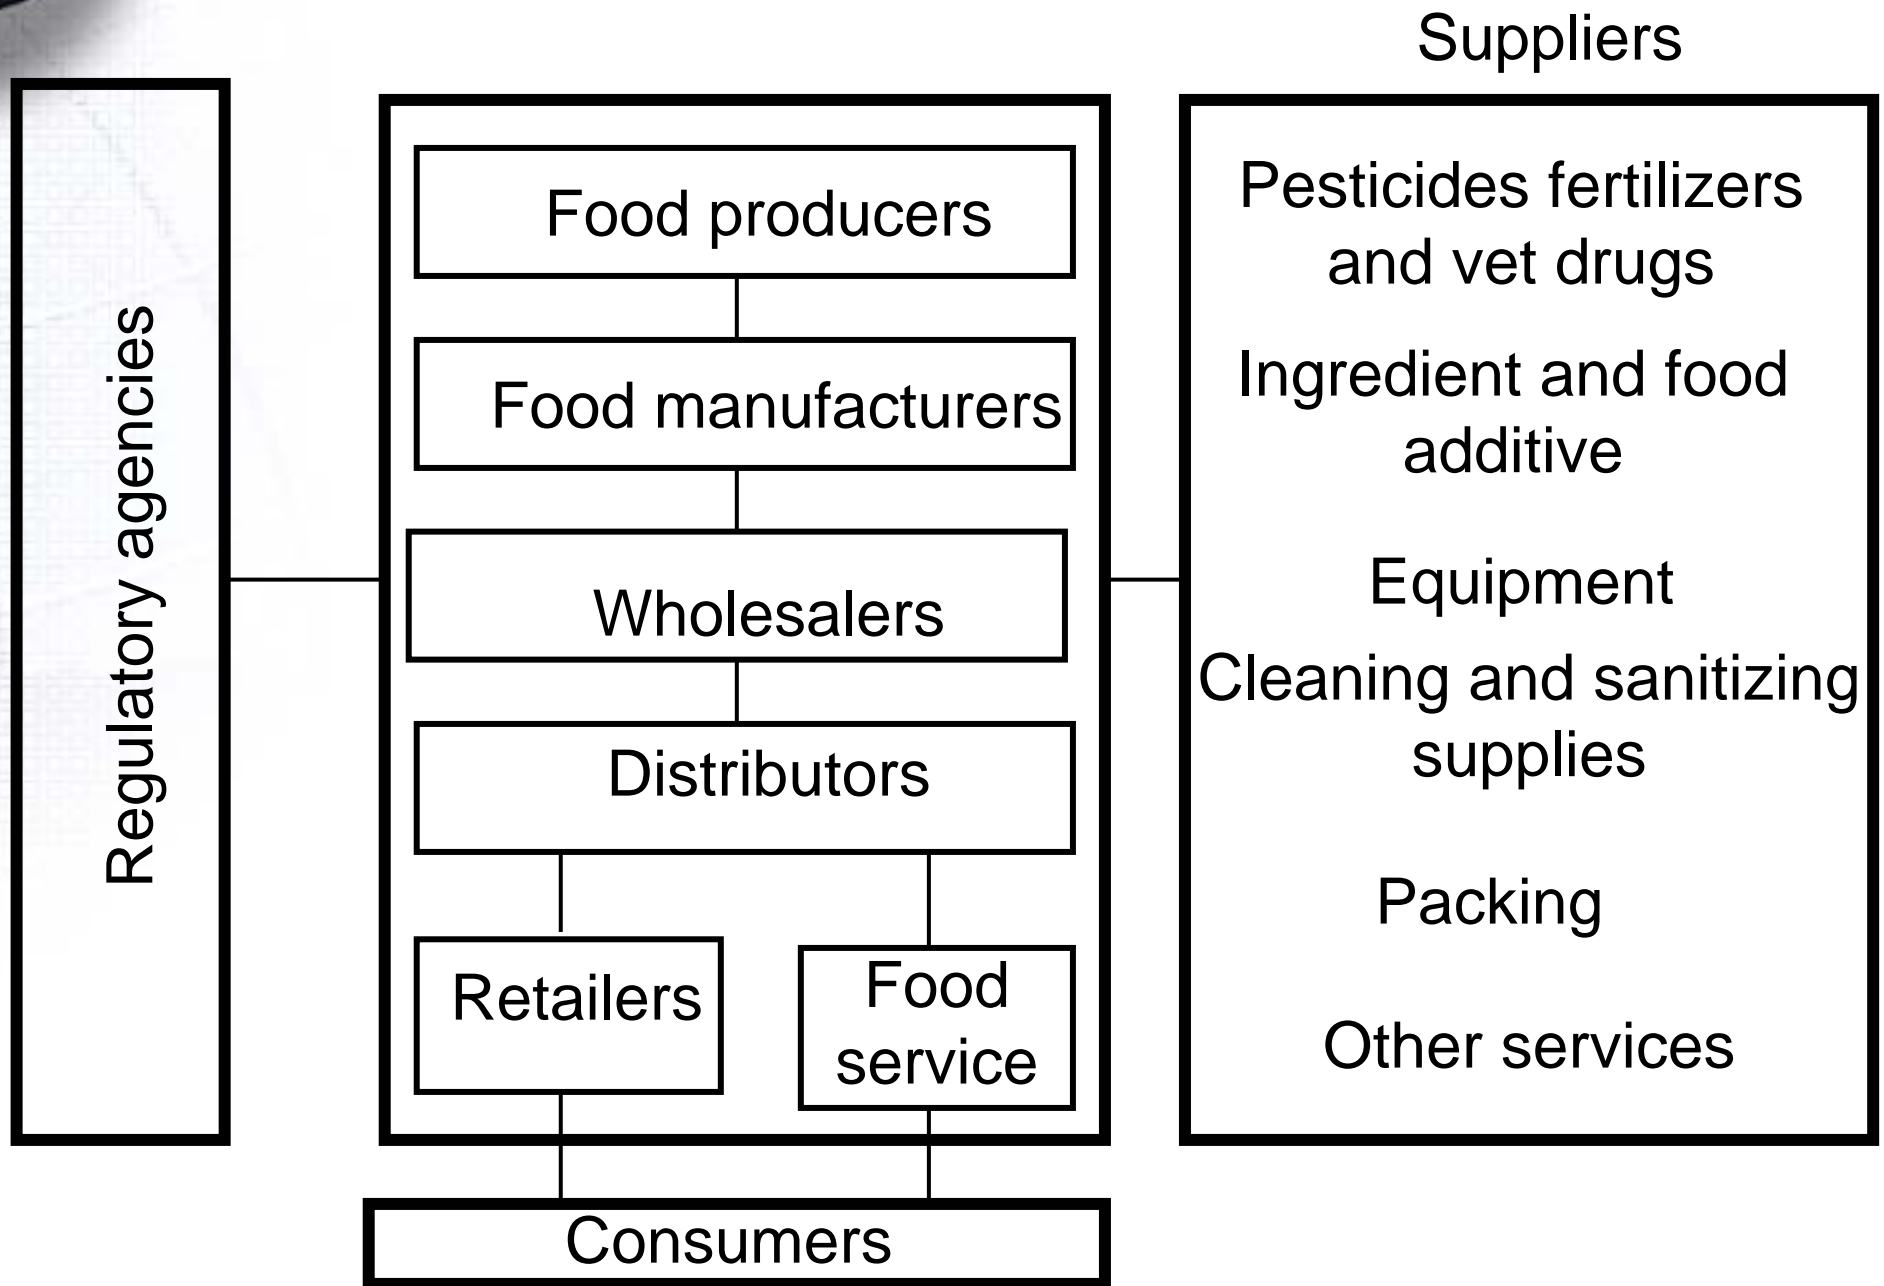 Regulatory agencies
Food producers
Food manufacturers
Wholesalers
Distributors
Retailers
Food
service
Consumers
Suppliers
Pesticides fertilizers
and vet drugs
Ingredient and food
additive
Equipment
Cleaning and sanitizing
supplies
Packing
Other services